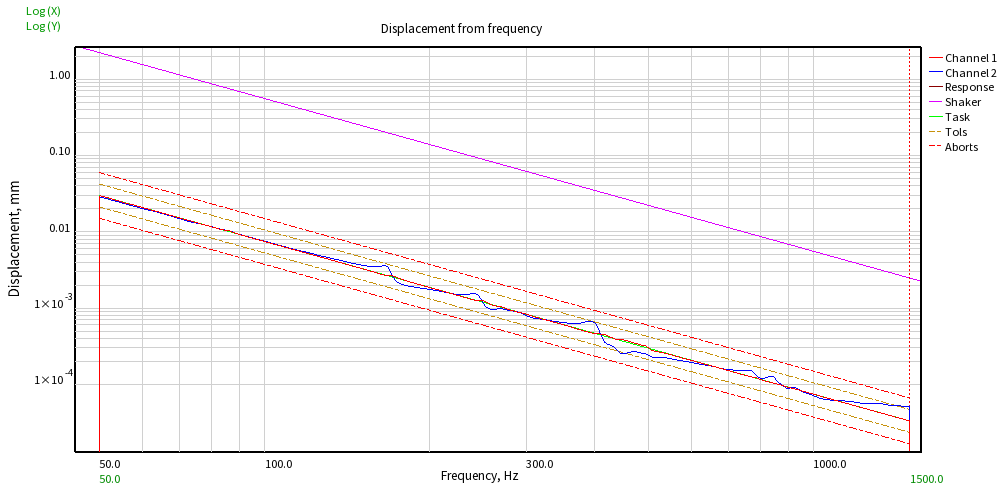 Log (X)
Log (Y)
Displacement from frequency
1.00
0.10
0.01
1×10⁻³
1×10⁻⁴
Displacement, mm
50.0 100.0 300.0 1000.0
50.0 Frequency, Hz 1500.0
Channel 1
Channel 2
Response
Shaker
Task
Tols
Aborts